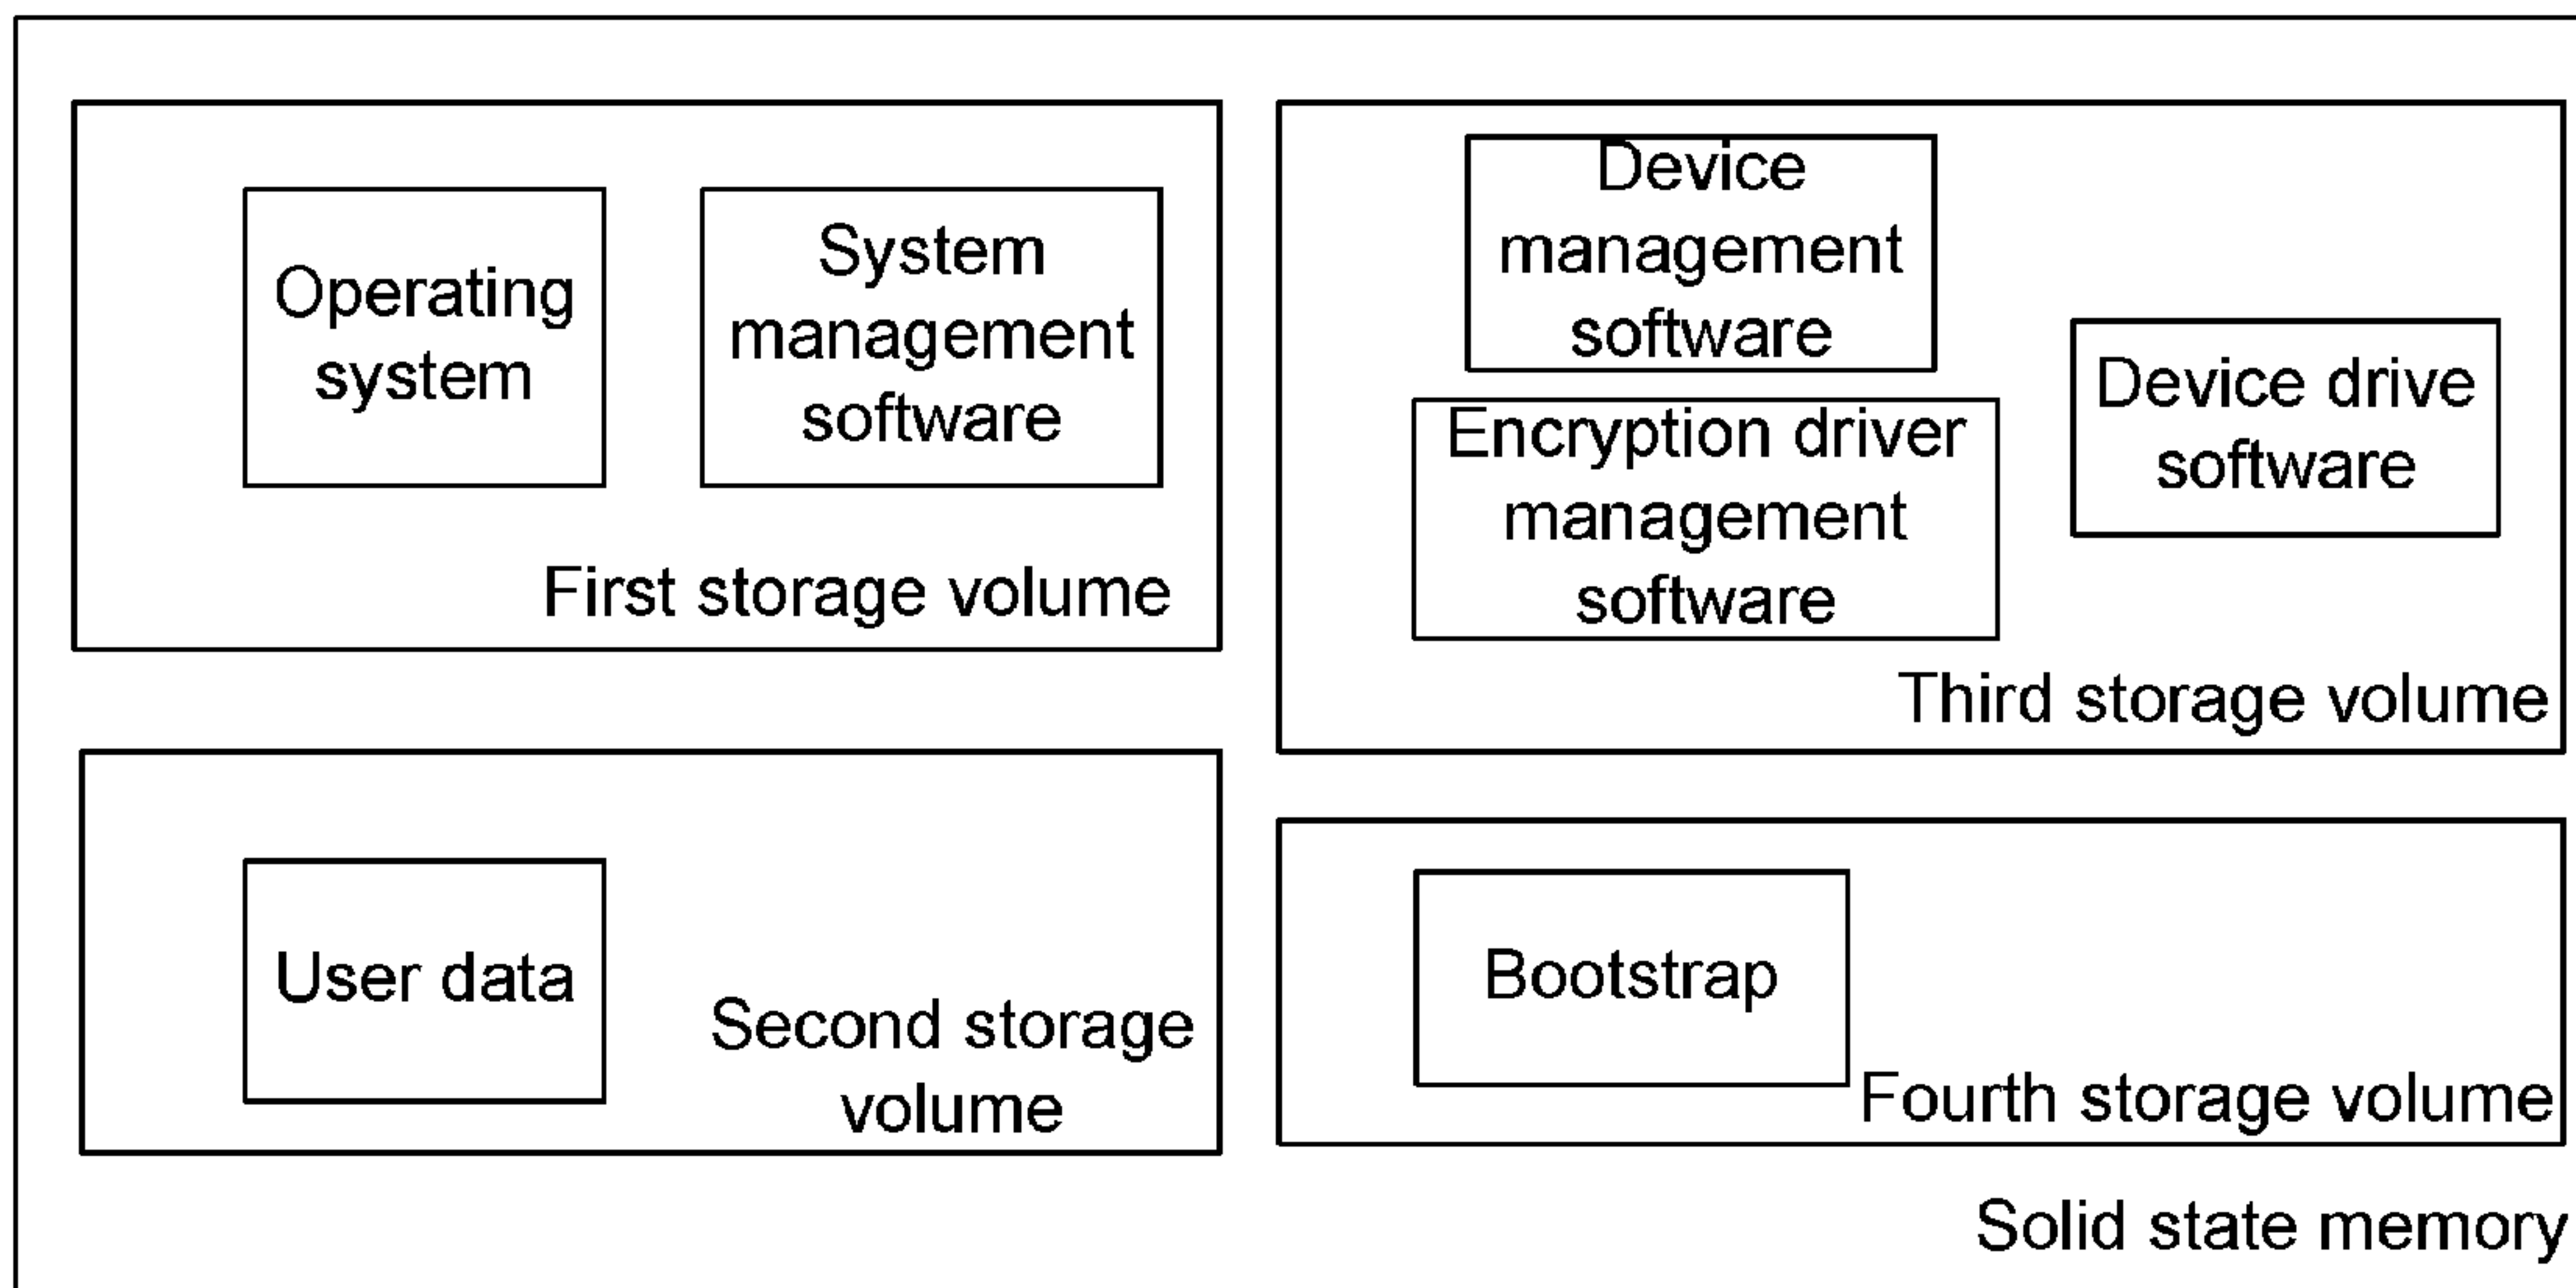 Operating
system
System
management
software
First storage volume
Device
management
software
Encryption driver
management
software
Device drive
software
Third storage volume
User data
Second storage
volume
Bootstrap
Fourth storage volume
Solid state memory